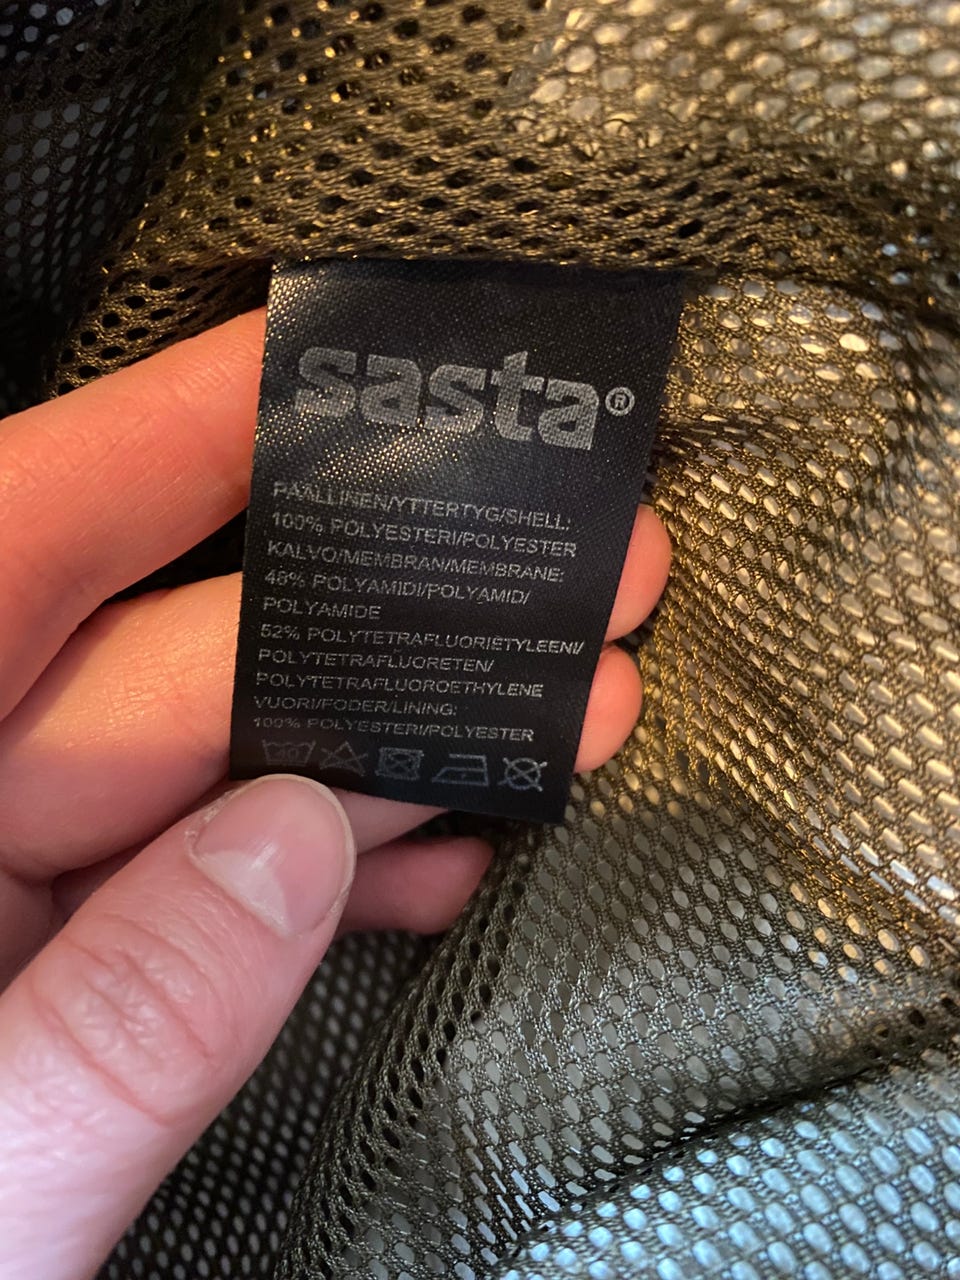 sasta®
PÄÄLLINEN/YTTERTYG/SHELL:
100% POLYESTERI/POLYESTER
KALVO/MEMBRAN/MEMBRANE:
48% POLYAMIDI/POLYAMID/
POLYAMIDE
52% POLYTETRAFLUORIETYLEENI/
POLYTETRAFLUORETEN/
POLYTETRAFLUOROETHYLENE
VUORI/FODER/LINING:
100% POLYESTERI/POLYESTER
40